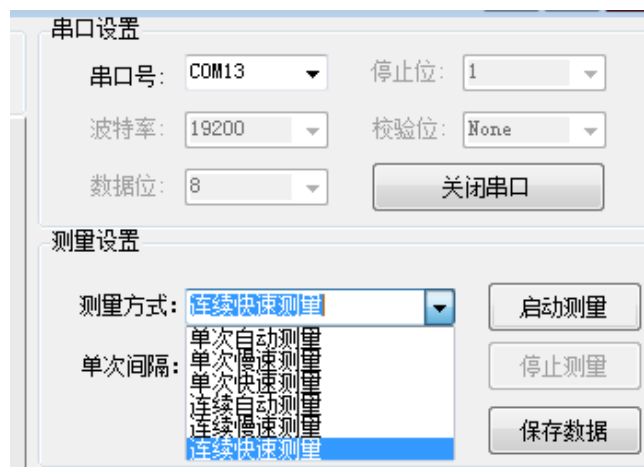 串口设置
串口号: COM13 停止位: 1
波特率: 19200 校验位: None
数据位: 8 关闭串口
测量设置
测量方式: 连续快速测量 启动测量
单次自动测量
单次慢速测量
单次间隔: 单次快速测量 停止测量
连续自动测量
连续慢速测量 保存数据
连续快速测量